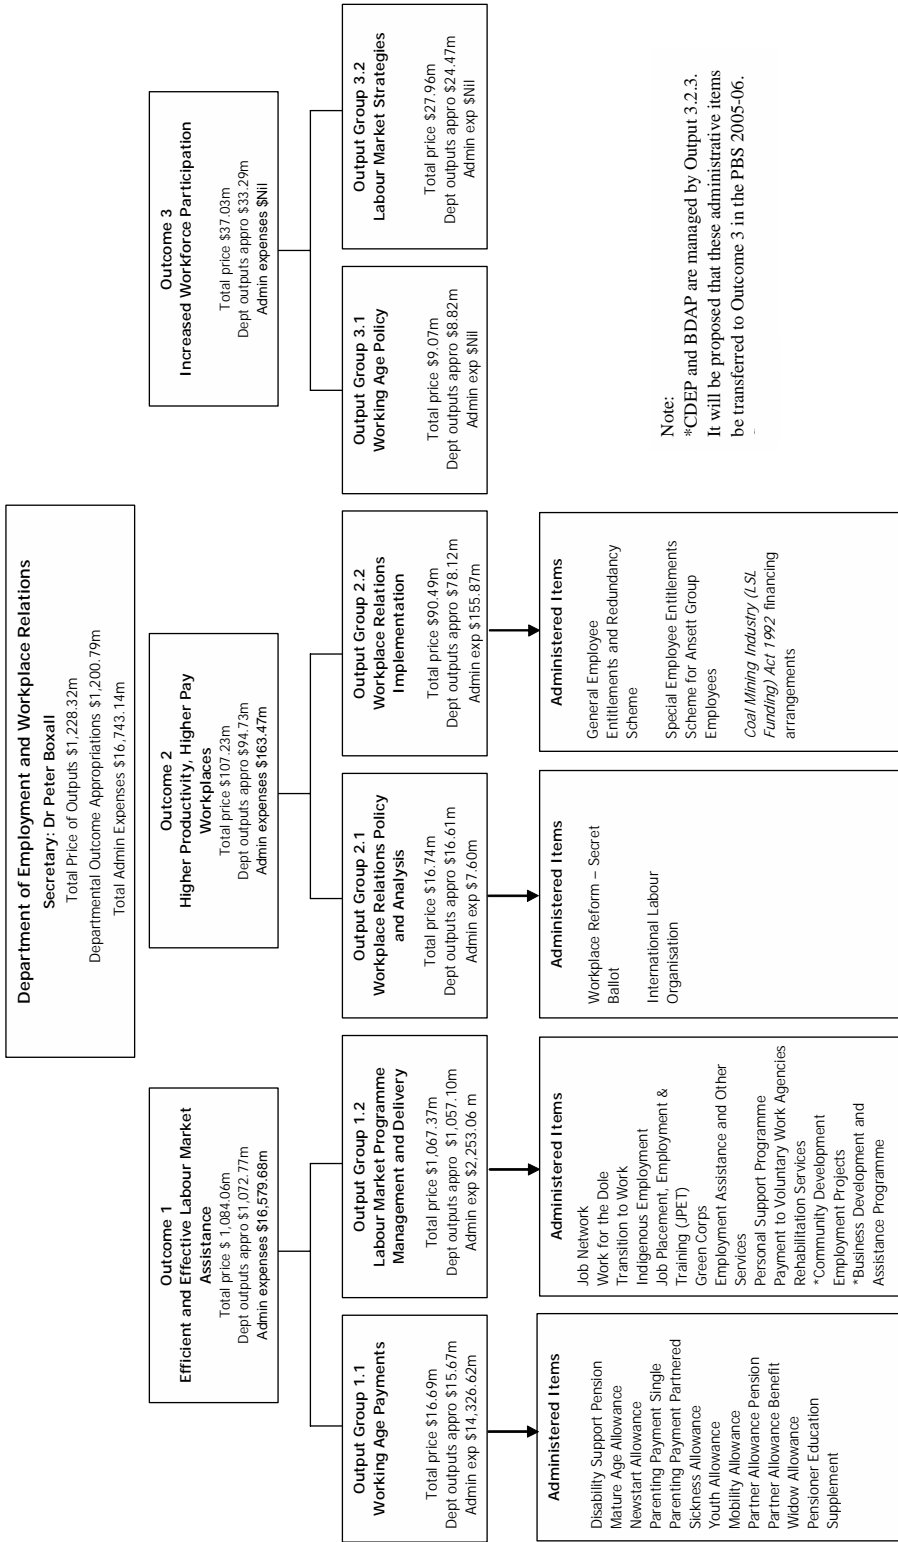 Department of Employment and Workplace Relations
Secretary: Dr Peter Boxall
Total Price of Outputs $1,228.32m
Departmental Outcome Appropriations $1,200.79m
Total Admin Expenses $16,743.14m
Outcome 1
Efficient and Effective Labour Market
Assistance
Total price $ 1,084.06m
Dept outputs appro $1,072.77m
Admin expenses $16,579.68m
Outcome 2
Higher Productivity, Higher Pay
Workplaces
Total price $107.23m
Dept outputs appro $94.73m
Admin expenses $163.47m
Outcome 3
Increased Workforce Participation
Total price $37.03m
Dept outputs appro $33.29m
Admin expenses $Nil
Output Group 1.1
Working Age Payments
Total price $16.69m
Dept outputs appro $15.67m
Admin exp $14,326.62m
Output Group 1.2
Labour Market Programme
Management and Delivery
Total price $1,067.37m
Dept outputs appro $1,057.10m
Admin exp $2,253.06 m
Output Group 2.1
Workplace Relations Policy
and Analysis
Total price $16.74m
Dept outputs appro $16.61m
Admin exp $7.60m
Output Group 2.2
Workplace Relations
Implementation
Total price $90.49m
Dept outputs appro $78.12m
Admin exp $155.87m
Output Group 3.1
Working Age Policy
Total price $9.07m
Dept outputs appro $8.82m
Admin exp $Nil
Output Group 3.2
Labour Market Strategies
Total price $27.96m
Dept outputs appro $24.47m
Admin exp $Nil
Administered Items
Disability Support Pension
Mature Age Allowance
Newstart Allowance
Parenting Payment Single
Parenting Payment Partnered
Sickness Allowance
Youth Allowance
Mobility Allowance
Partner Allowance Pension
Partner Allowance Benefit
Widow Allowance
Pensioner Education
Supplement
Administered Items
Job Network
Work for the Dole
Transition to Work
Indigenous Employment
Job Placement, Employment &
Training (JPET)
Green Corps
Employment Assistance and Other
Services
Personal Support Programme
Payment to Voluntary Work Agencies
Rehabilitation Services
*Community Development
Employment Projects
*Business Development and
Assistance Programme
Administered Items
Workplace Reform – Secret
Ballot
International Labour
Organisation
Administered Items
General Employee
Entitlements and Redundancy
Scheme
Special Employee Entitlements
Scheme for Ansett Group
Employees
Coal Mining Industry (LSL
Funding) Act 1992 financing
arrangements
Note:
*CDEP and BDAP are managed by Output 3.2.3.
It will be proposed that these administrative items
be transferred to Outcome 3 in the PBS 2005-06.